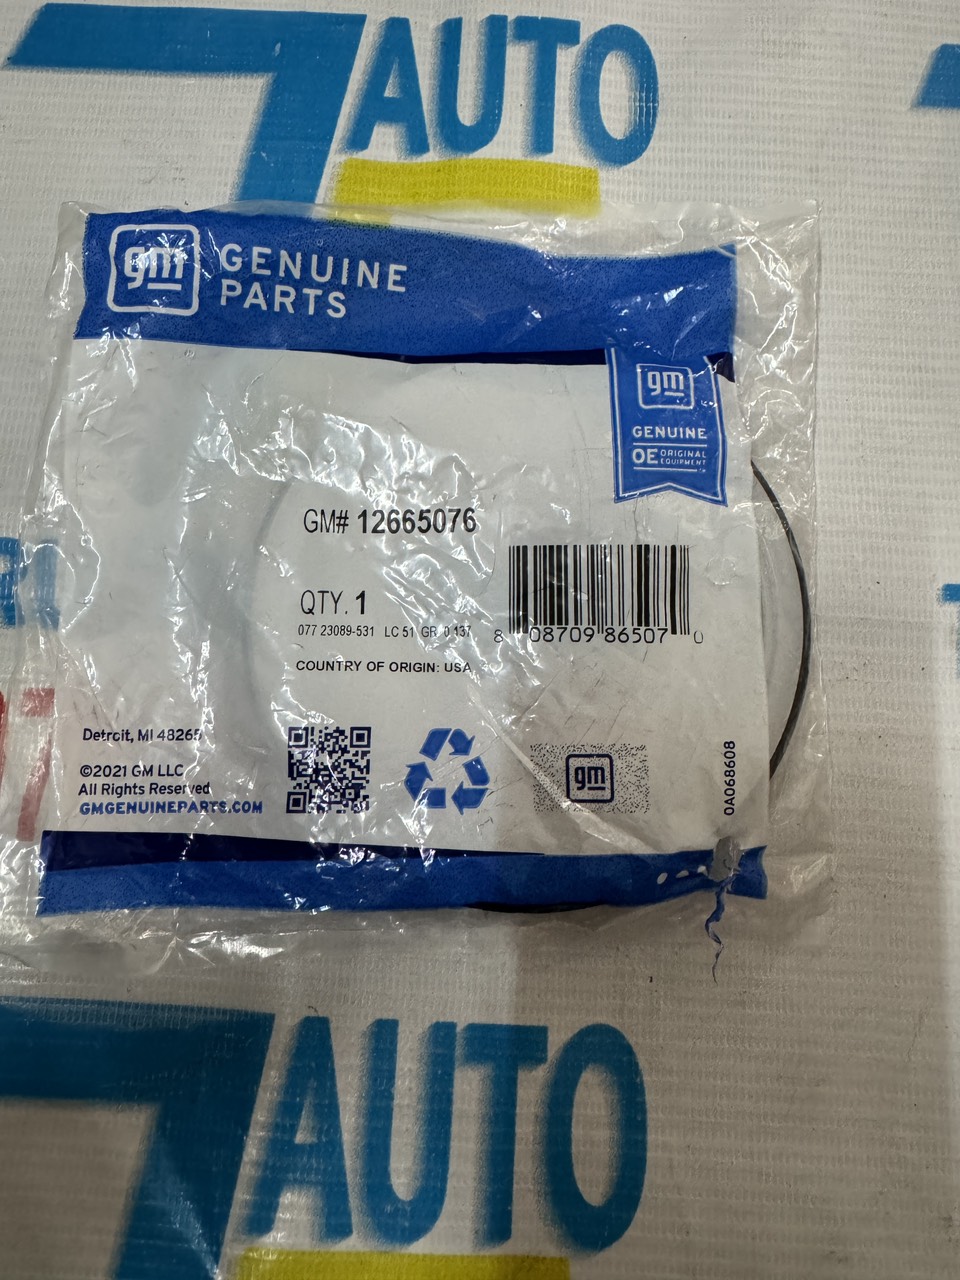 7AUTO
gm GENUINE
PARTS
gm
GENUINE
OE ORIGINAL
EQUIPMENT
GM# 12665076
QTY. 1
077 23089-531 LC 51 GR 0.137
8 08709 86507 0
COUNTRY OF ORIGIN: USA
Detroit, MI 48265
©2021 GM LLC
All Rights Reserved
GMGENUINEPARTS.COM
gm
0A068608
7AUTO